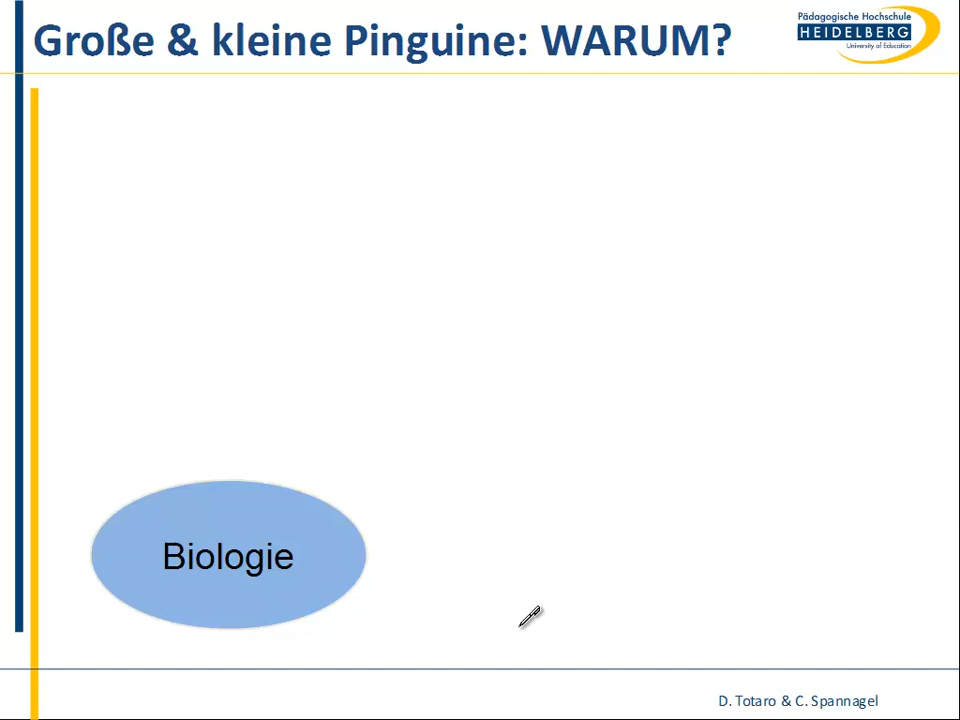 Große & kleine Pinguine: WARUM?
Pädagogische Hochschule
HEIDELBERG
University of Education
Biologie
D. Totaro & C. Spannagel